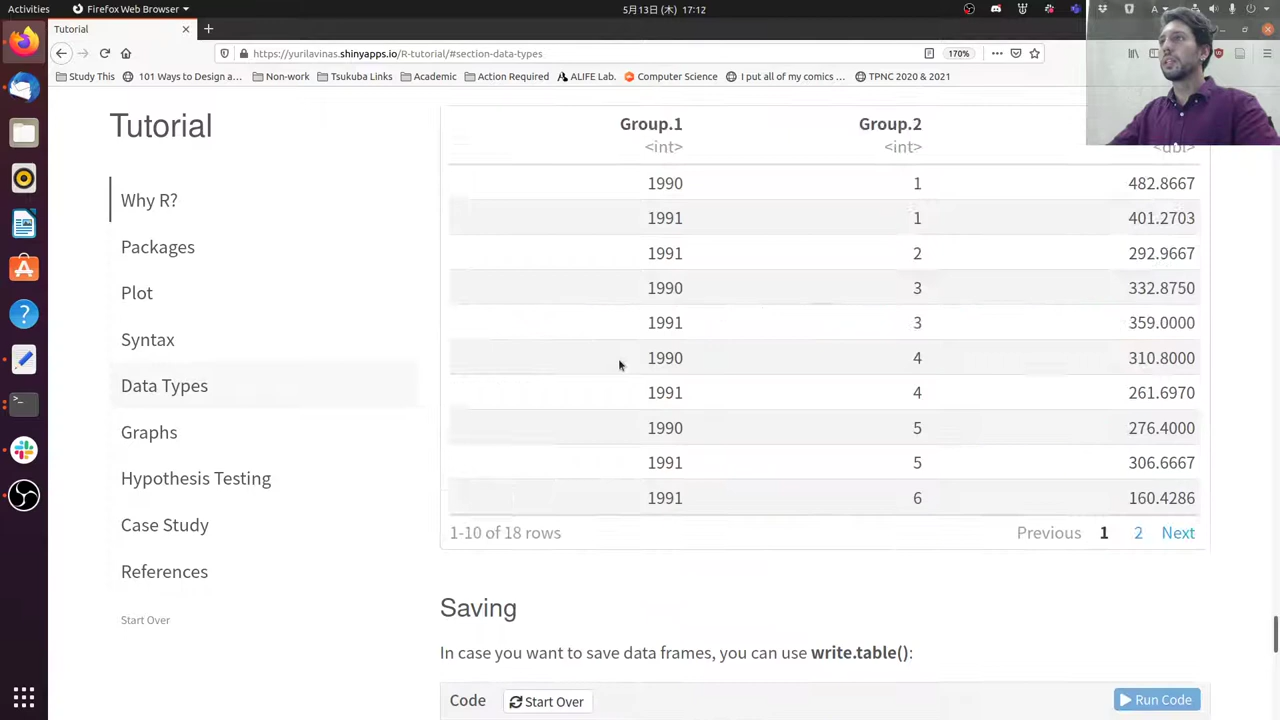 Activities
Firefox Web Browser
5月13日 (木) 17:12
Tutorial
https://yurilavinas.shinyapps.io/R-tutorial/#section-data-types
170%
Study This
101 Ways to Design a…
Non-work
Tsukuba Links
Academic
Action Required
ALIFE Lab.
Computer Science
I put all of my comics …
TPNC 2020 & 2021
Tutorial
Why R?
Packages
Plot
Syntax
Data Types
Graphs
Hypothesis Testing
Case Study
References
Start Over
Group.1 Group.2
<int> <int> <dbl>
1990 1 482.8667
1991 1 401.2703
1991 2 292.9667
1990 3 332.8750
1991 3 359.0000
1990 4 310.8000
1991 4 261.6970
1990 5 276.4000
1991 5 306.6667
1991 6 160.4286
1-10 of 18 rows Previous 1 2 Next
Saving
In case you want to save data frames, you can use write.table():
Code Start Over Run Code